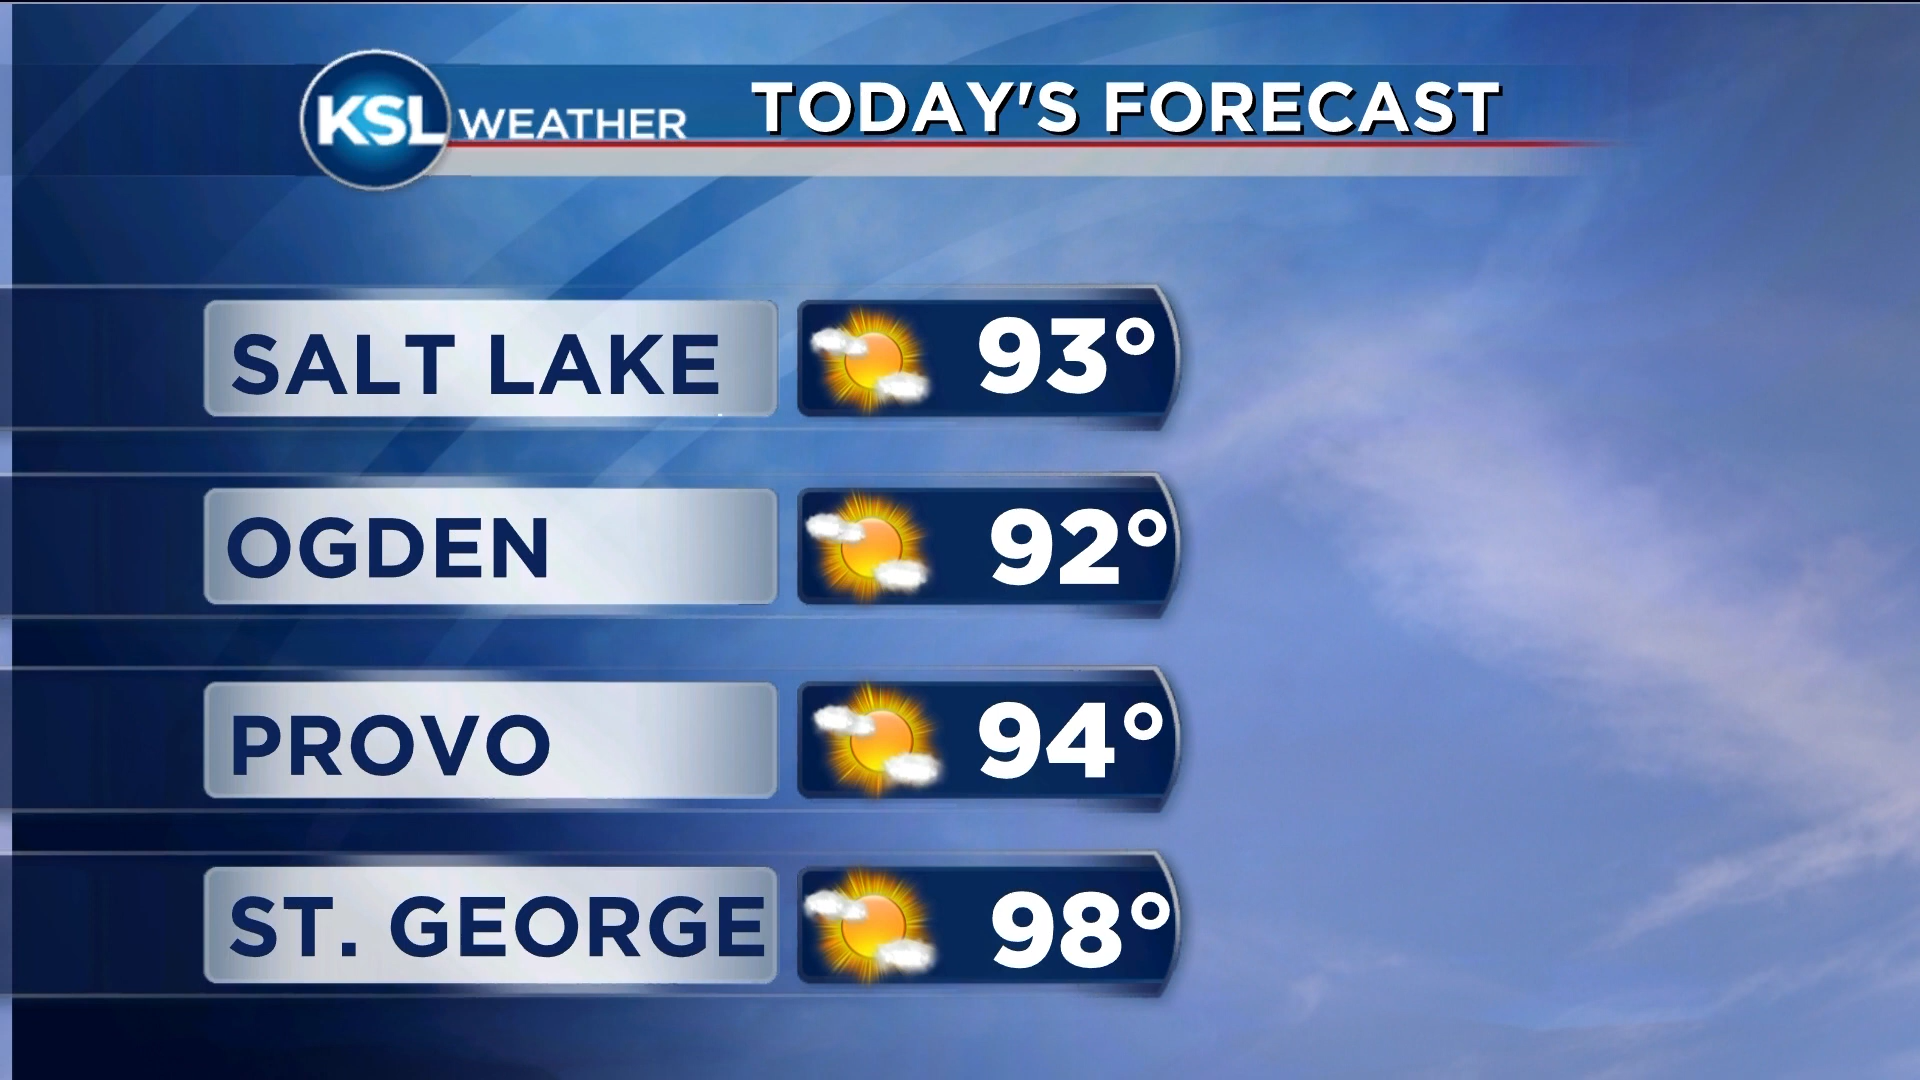 KSL WEATHER TODAY'S FORECAST
SALT LAKE 93°
OGDEN 92°
PROVO 94°
ST. GEORGE 98°